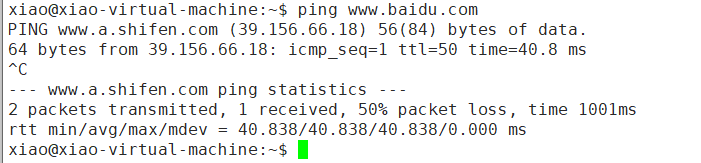 xiao@xiao-virtual-machine:~$ ping www.baidu.com
PING www.a.shifen.com (39.156.66.18) 56(84) bytes of data.
64 bytes from 39.156.66.18: icmp_seq=1 ttl=50 time=40.8 ms
^C
--- www.a.shifen.com ping statistics ---
2 packets transmitted, 1 received, 50% packet loss, time 1001ms
rtt min/avg/max/mdev = 40.838/40.838/40.838/0.000 ms
xiao@xiao-virtual-machine:~$